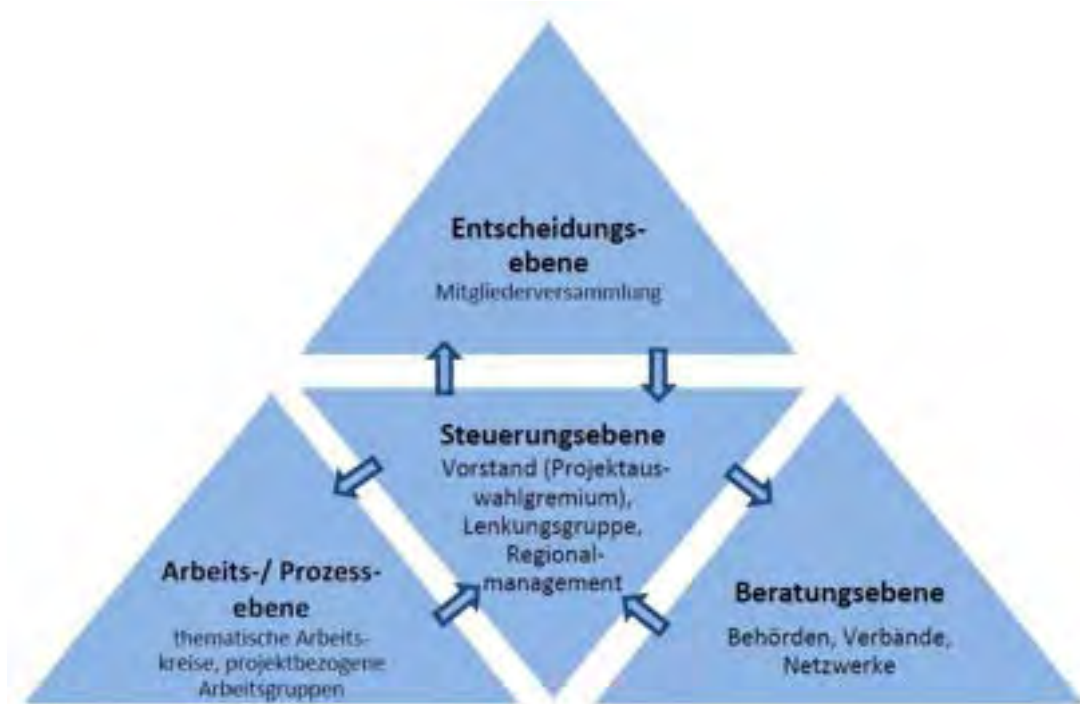 Entscheidungs-
ebene
Mitgliederversammlung
Steuerungsebene
Vorstand (Projektaus-
wahlgremium),
Lenkungsgruppe,
Regional-
management
Arbeits-/ Prozess-
ebene
thematische Arbeits-
kreise, projektbezogene
Arbeitsgruppen
Beratungsebene
Behörden, Verbände,
Netzwerke